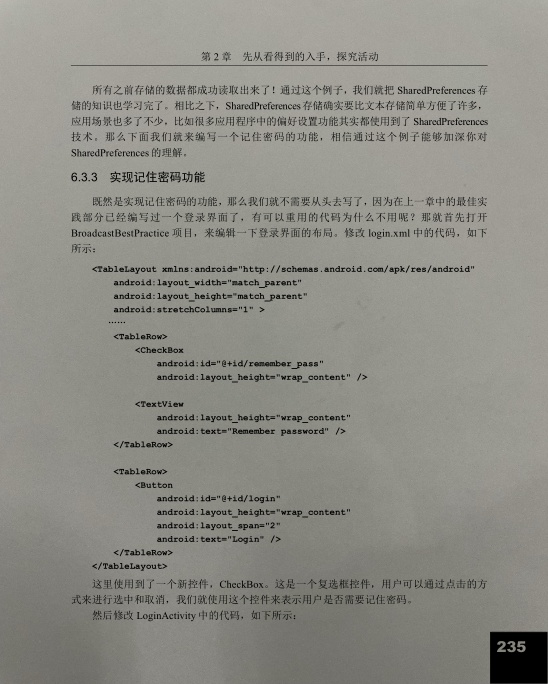 第 2 章 先从看得到的入手，探究活动
所有之前存储的数据都成功读取出来了！通过这个例子，我们就把 SharedPreferences 存
储的知识也学习完了。相比之下，SharedPreferences 存储确实要比文本存储简单方便了许多，
应用场景也多了不少，比如很多应用程序中的偏好设置功能其实都使用到了 SharedPreferences
技术。那么下面我们就来编写一个记住密码的功能，相信通过这个例子能够加深你对
SharedPreferences 的理解。
6.3.3 实现记住密码功能
既然是实现记住密码的功能，那么我们就不需要从头去写了，因为在上一章中的最佳实
践部分已经编写过一个登录界面了，有可以重用的代码为什么不用呢？那就首先打开
BroadcastBestPractice 项目，来编辑一下登录界面的布局。修改 login.xml 中的代码，如下
所示：
<TableLayout xmlns:android="http://schemas.android.com/apk/res/android"
android:layout_width="match_parent"
android:layout_height="match_parent"
android:stretchColumns="1" >
……
<TableRow>
<CheckBox
android:id="@+id/remember_pass"
android:layout_height="wrap_content" />
<TextView
android:layout_height="wrap_content"
android:text="Remember password" />
</TableRow>
<TableRow>
<Button
android:id="@+id/login"
android:layout_height="wrap_content"
android:layout_span="2"
android:text="Login" />
</TableRow>
</TableLayout>
这里使用到了一个新控件，CheckBox。这是一个复选框控件，用户可以通过点击的方
式来进行选中和取消，我们就使用这个控件来表示用户是否需要记住密码。
然后修改 LoginActivity 中的代码，如下所示：
235